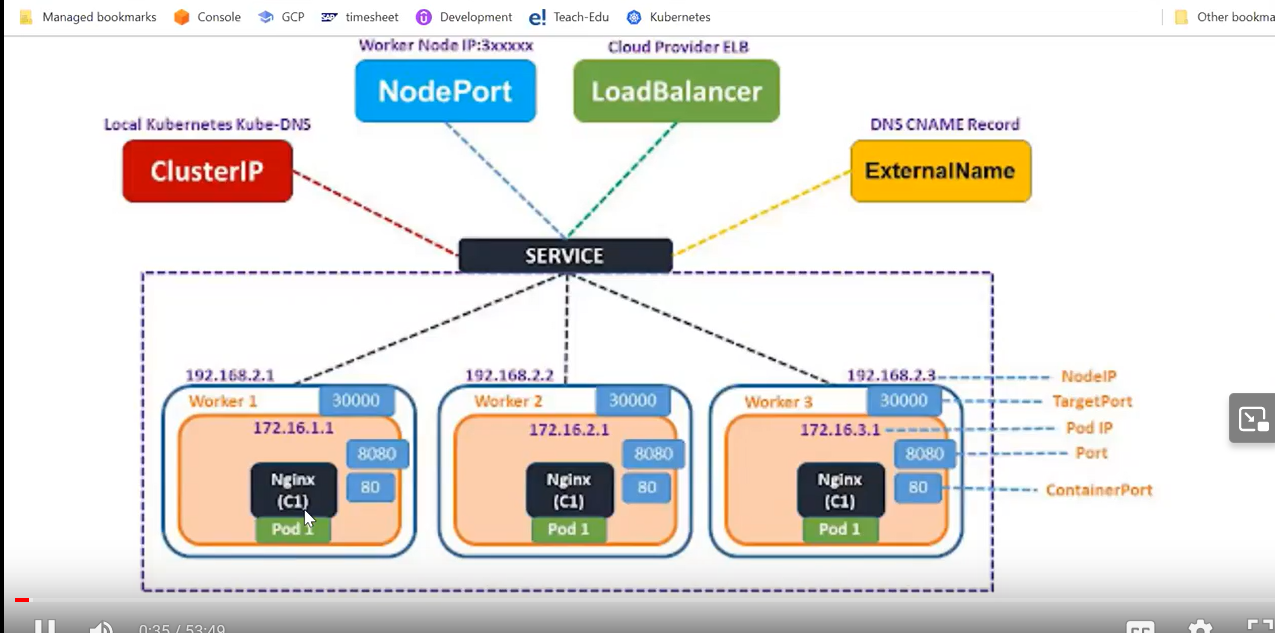 Managed bookmarks Console GCP SAP timesheet Development e! Teach-Edu Kubernetes Other bookma
Worker Node IP:3xxxxx
Cloud Provider ELB
NodePort
LoadBalancer
Local Kubernetes Kube-DNS
DNS CNAME Record
ClusterIP
ExternalName
SERVICE
192.168.2.1
192.168.2.2
192.168.2.3
NodeIP
Worker 1
30000
Worker 2
30000
Worker 3
30000
TargetPort
172.16.1.1
172.16.2.1
172.16.3.1
Pod IP
8080
8080
8080
Port
Nginx
(C1)
80
Nginx
(C1)
80
Nginx
(C1)
80
ContainerPort
Pod 1
Pod 1
Pod 1
0:35 / 53:49
CC